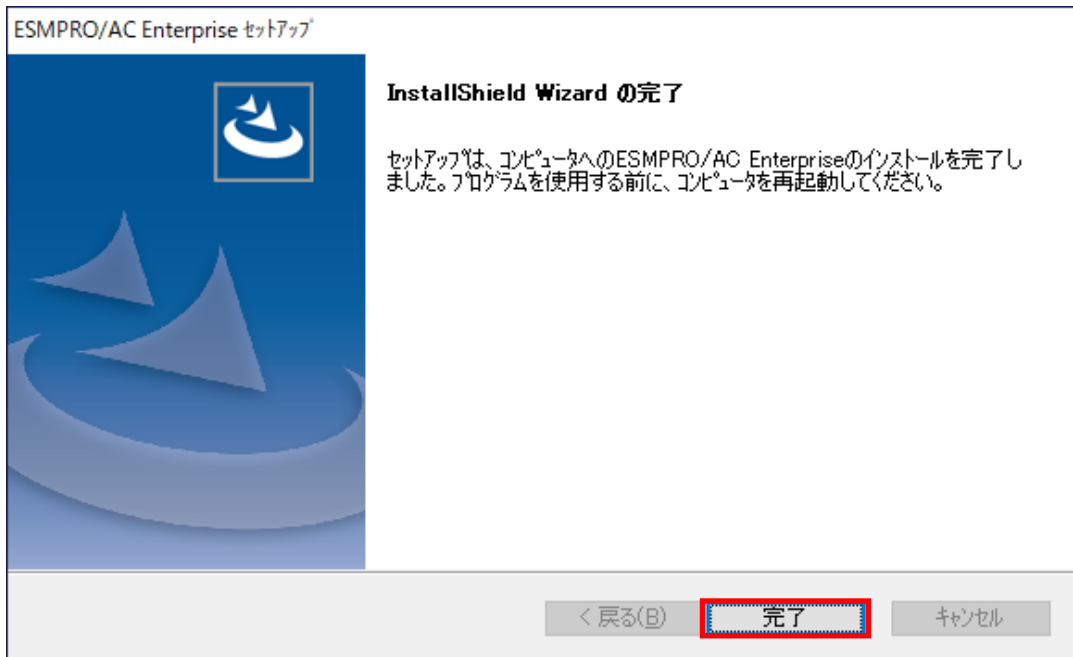 ESMPRO/AC Enterprise ｾｯﾄｱｯﾌﾟ
InstallShield Wizard の完了
ｾｯﾄｱｯﾌﾟは、ｺﾝﾋﾟｭｰﾀへのESMPRO/AC Enterpriseのｲﾝｽﾄｰﾙを完了し
ました。ﾌﾟﾛｸﾞﾗﾑを使用する前に、ｺﾝﾋﾟｭｰﾀを再起動してください。
< 戻る(B) 完了 ｷｬﾝｾﾙ